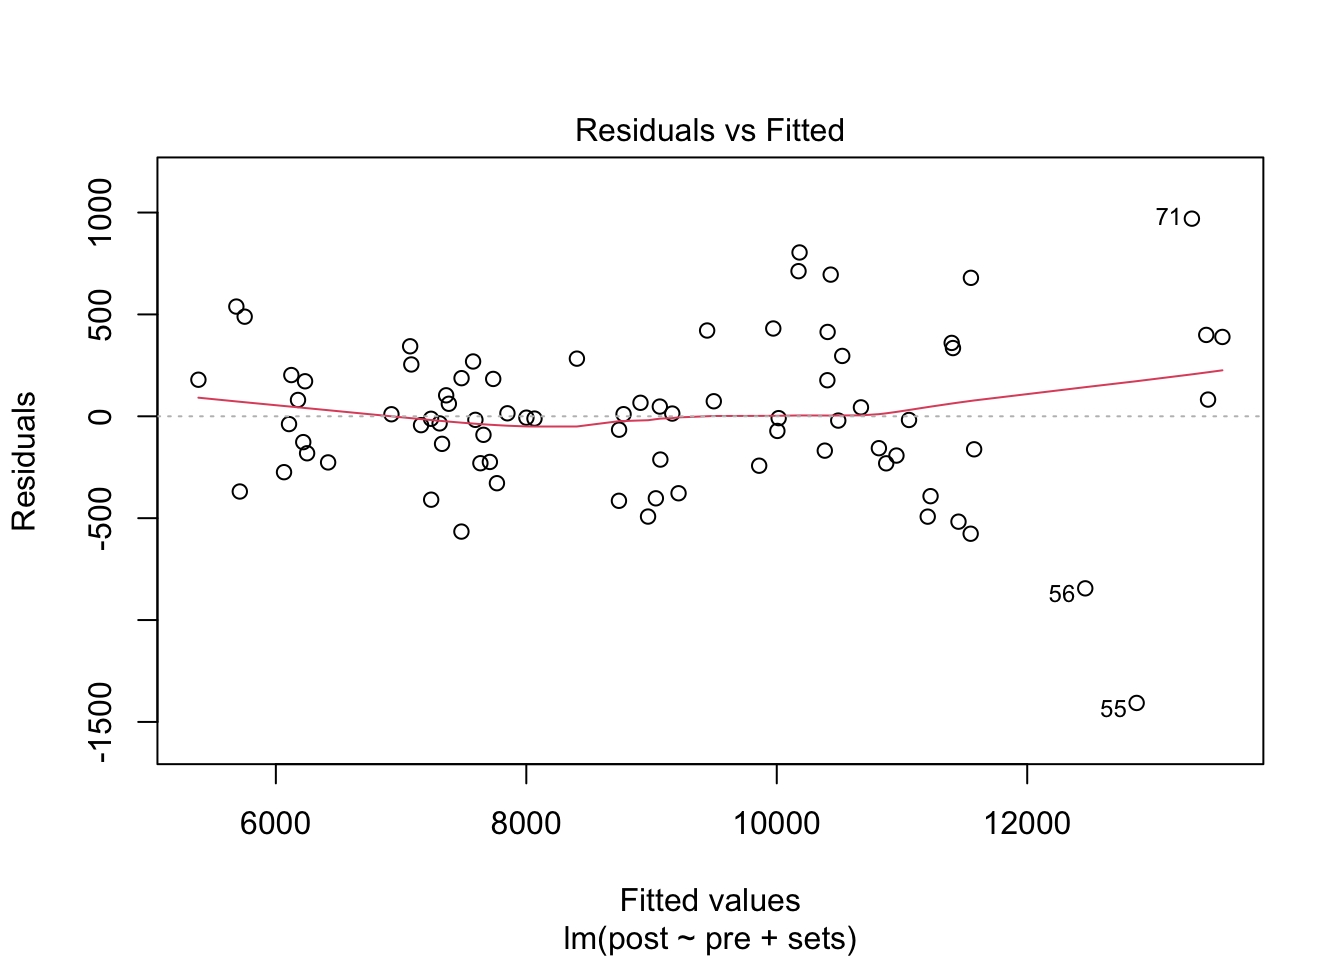 Residuals vs Fitted
Residuals
1000
500
0
-500
-1500
71
56
55
6000 8000 10000 12000
Fitted values
lm(post ~ pre + sets)